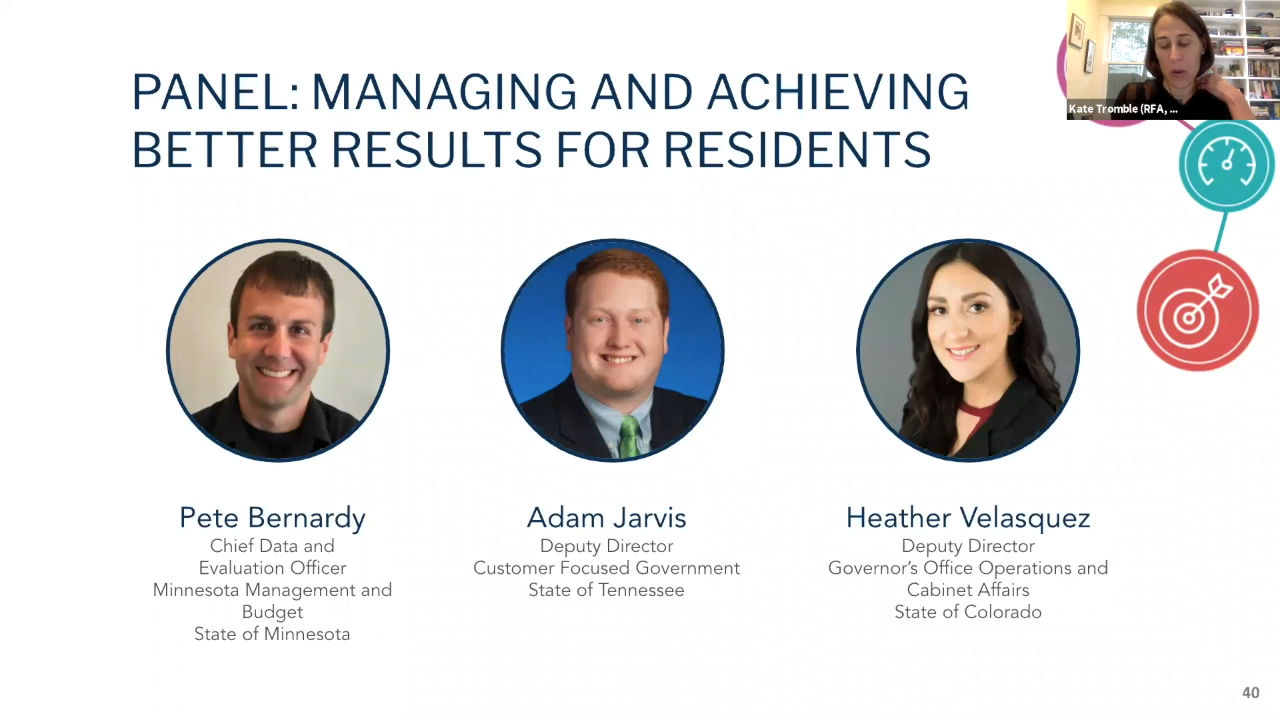 PANEL: MANAGING AND ACHIEVING
BETTER RESULTS FOR RESIDENTS
Kate Tromble (RFA, ...
Pete Bernardy
Chief Data and
Evaluation Officer
Minnesota Management and
Budget
State of Minnesota
Adam Jarvis
Deputy Director
Customer Focused Government
State of Tennessee
Heather Velasquez
Deputy Director
Governor's Office Operations and
Cabinet Affairs
State of Colorado
40